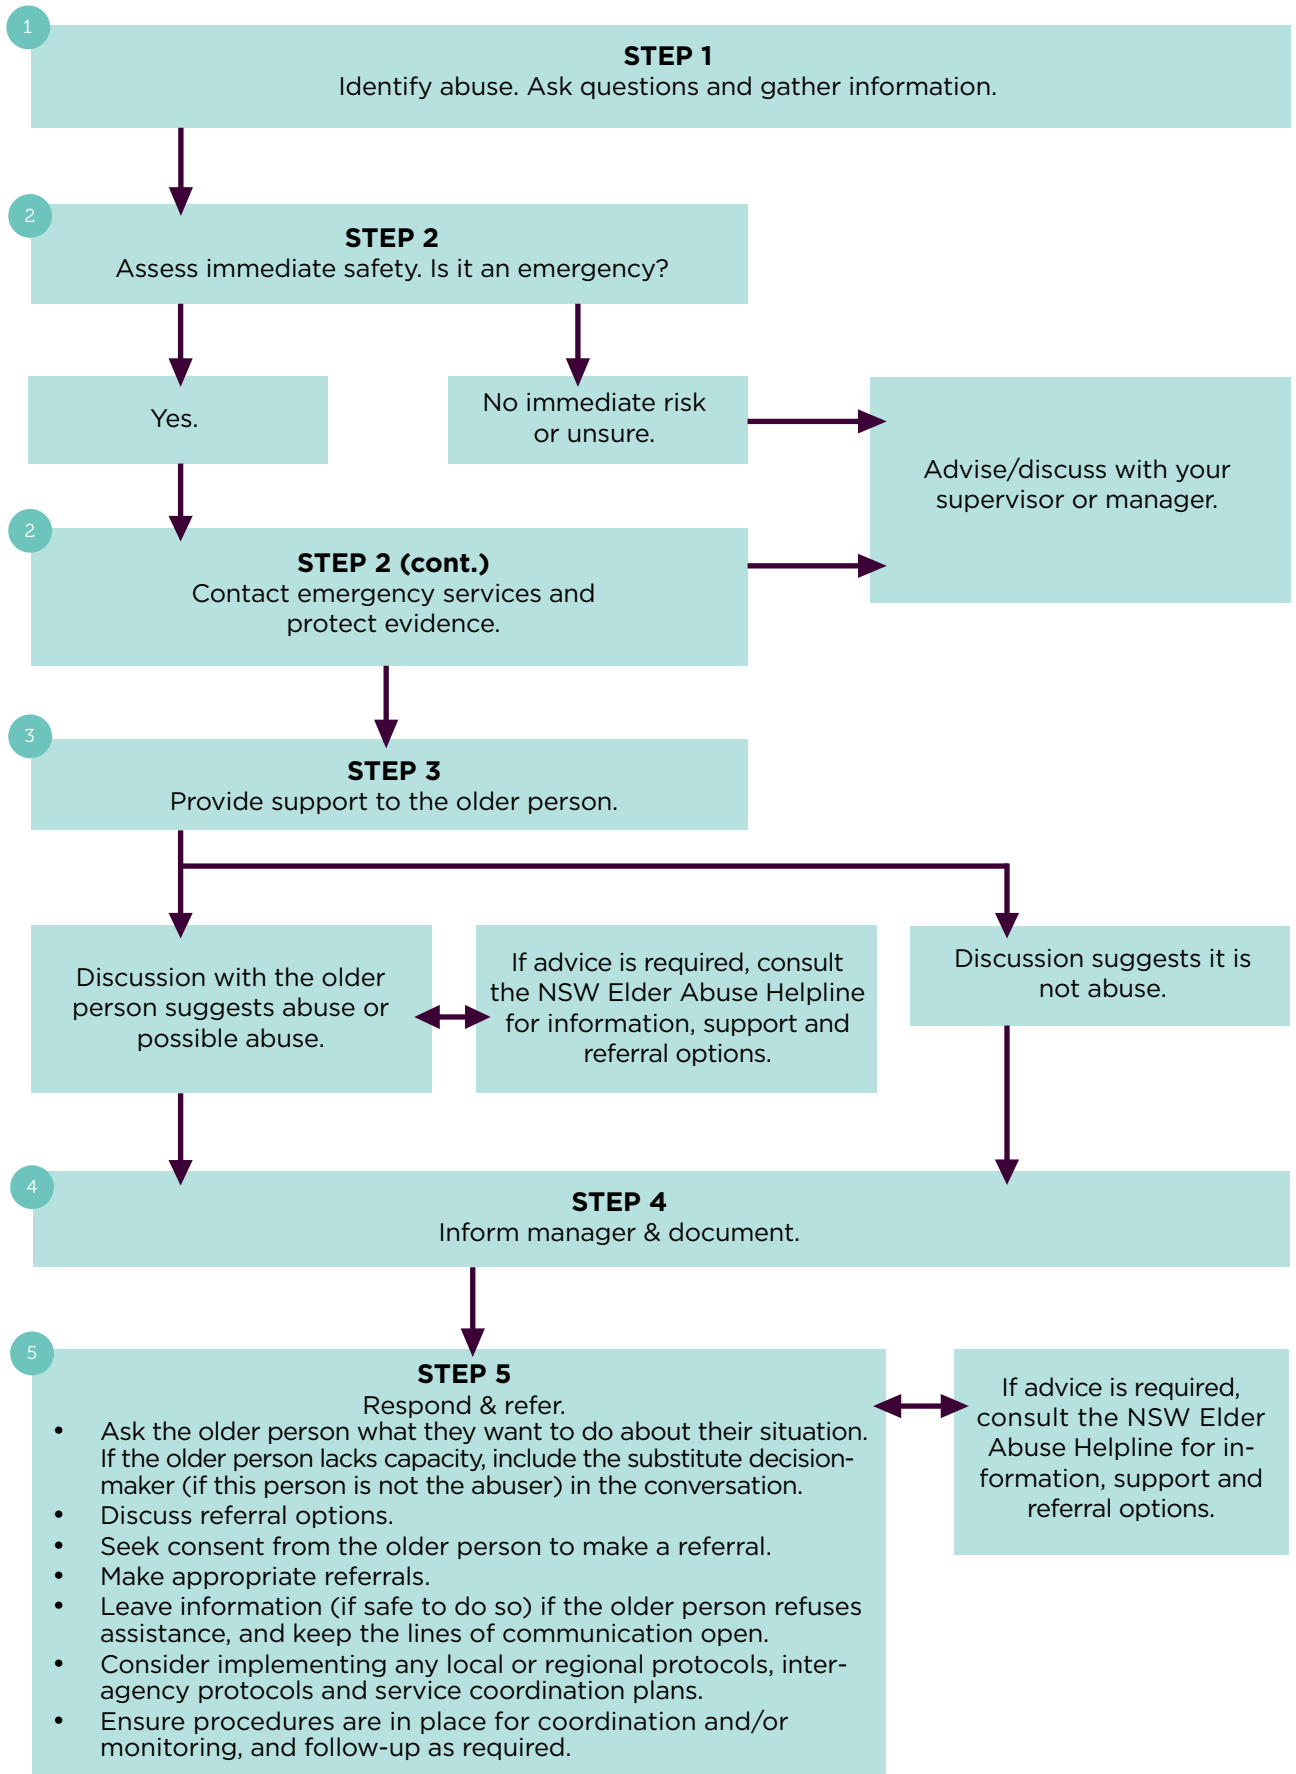 1
STEP 1
Identify abuse. Ask questions and gather information.
2
STEP 2
Assess immediate safety. Is it an emergency?
Yes.
No immediate risk
or unsure.
Advise/discuss with your
supervisor or manager.
2
STEP 2 (cont.)
Contact emergency services and
protect evidence.
3
STEP 3
Provide support to the older person.
Discussion with the older
person suggests abuse or
possible abuse.
If advice is required, consult
the NSW Elder Abuse Helpline
for information, support and
referral options.
Discussion suggests it is
not abuse.
4
STEP 4
Inform manager & document.
5
STEP 5
Respond & refer.
• Ask the older person what they want to do about their situation.
If the older person lacks capacity, include the substitute decision-
maker (if this person is not the abuser) in the conversation.
• Discuss referral options.
• Seek consent from the older person to make a referral.
• Make appropriate referrals.
• Leave information (if safe to do so) if the older person refuses
assistance, and keep the lines of communication open.
• Consider implementing any local or regional protocols, inter-
agency protocols and service coordination plans.
• Ensure procedures are in place for coordination and/or
monitoring, and follow-up as required.
If advice is required,
consult the NSW Elder
Abuse Helpline for in-
formation, support and
referral options.